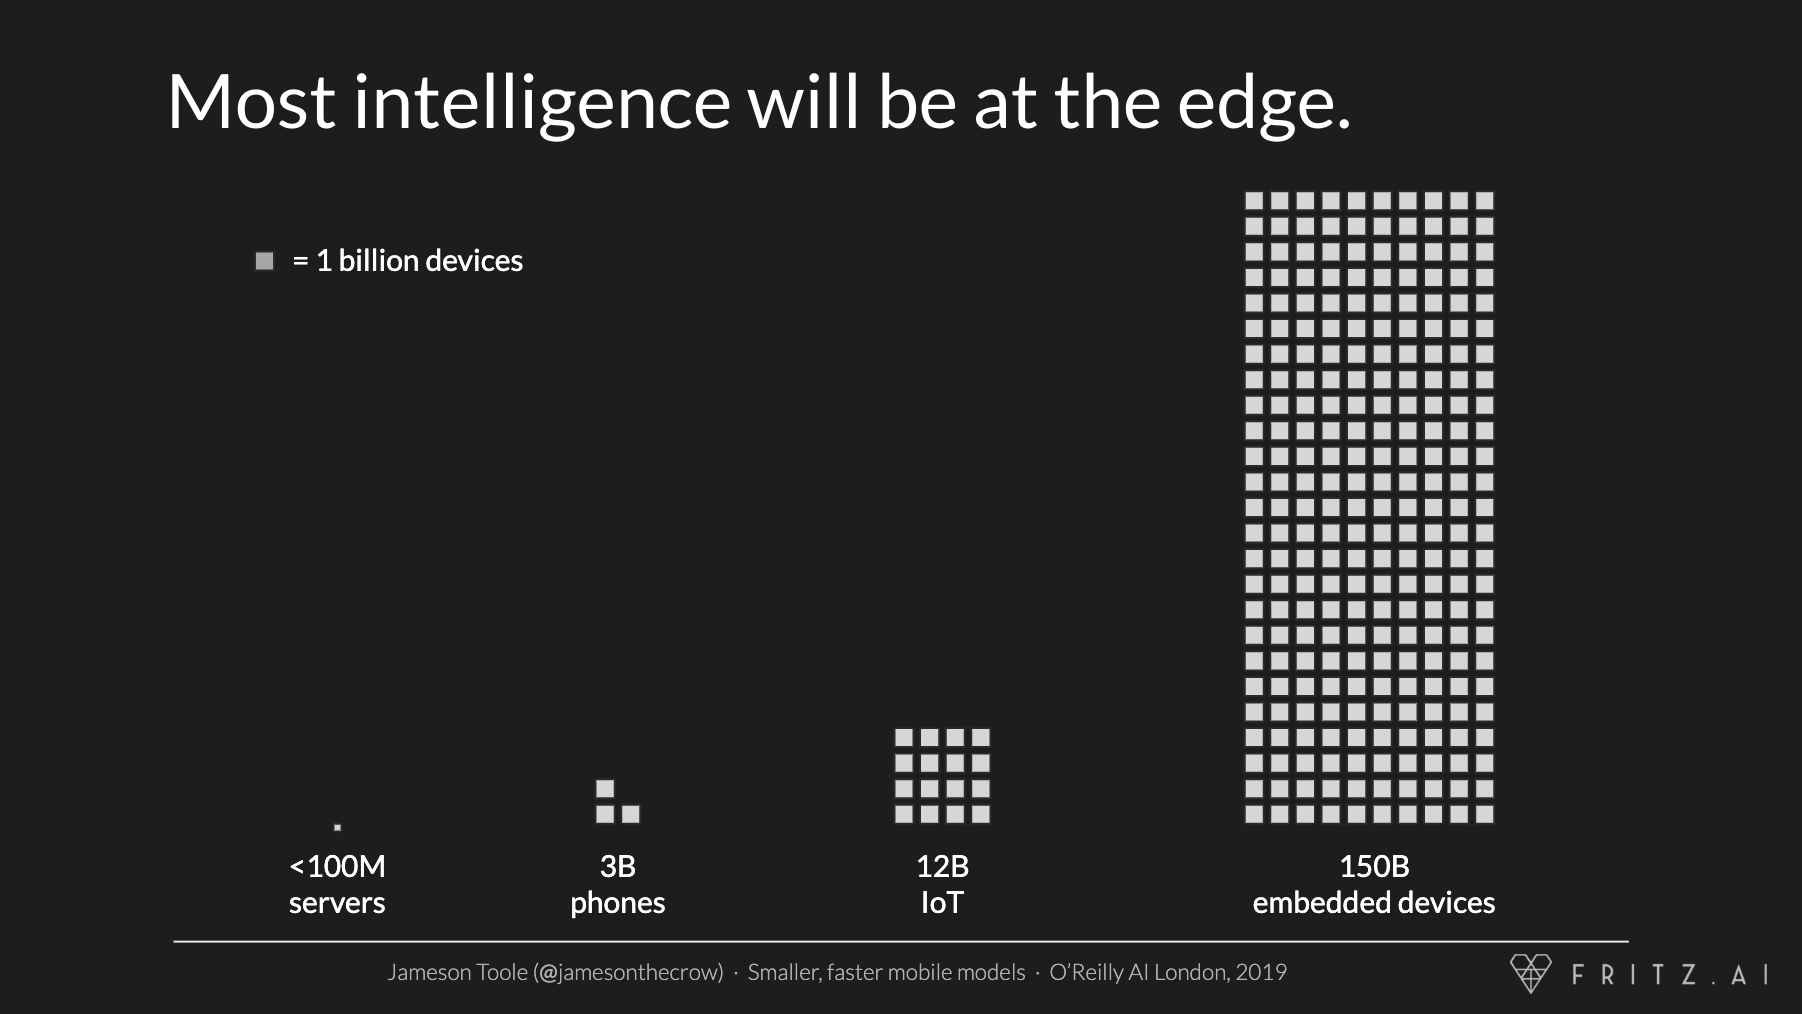 Most intelligence will be at the edge.
= 1 billion devices
<100M
servers
3B
phones
12B
IoT
150B
embedded devices
Jameson Toole (@jamesonthecrow) · Smaller, faster mobile models · O’Reilly AI London, 2019
FRITZ.AI